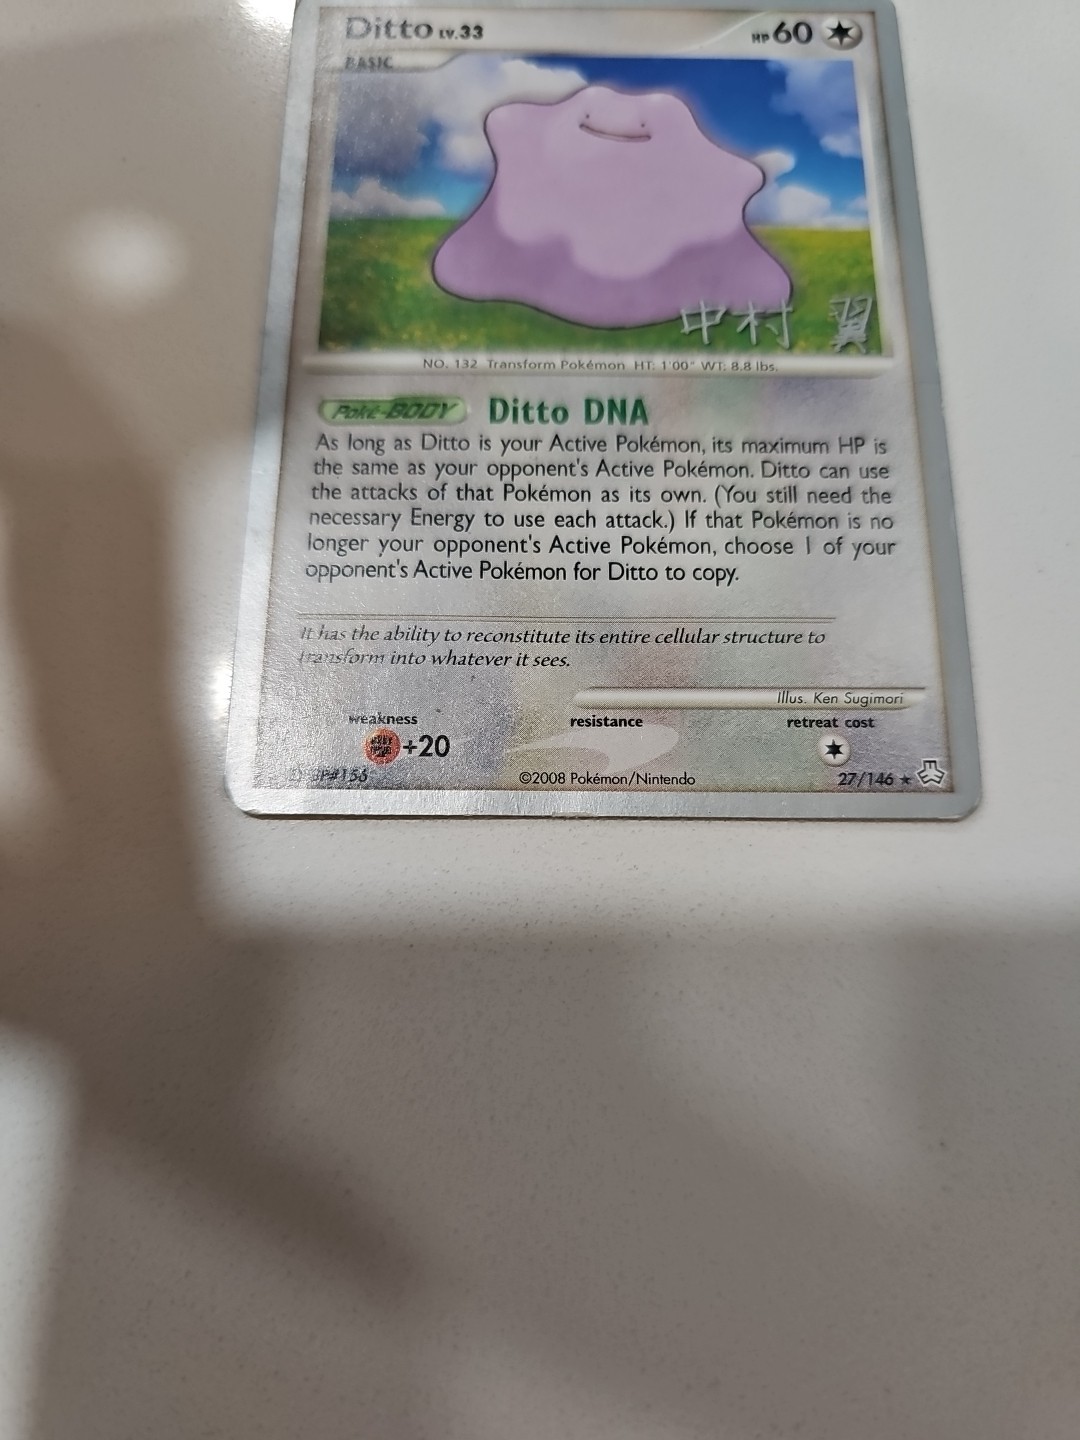 Ditto LV.33
HP 60
BASIC
中村 翼
NO. 132 Transform Pokémon HT: 1'00" WT: 8.8 lbs.
Poké-BODY Ditto DNA
As long as Ditto is your Active Pokémon, its maximum HP is
the same as your opponent's Active Pokémon. Ditto can use
the attacks of that Pokémon as its own. (You still need the
necessary Energy to use each attack.) If that Pokémon is no
longer your opponent's Active Pokémon, choose 1 of your
opponent's Active Pokémon for Ditto to copy.
It has the ability to reconstitute its entire cellular structure to
transform into whatever it sees.
Illus. Ken Sugimori
weakness resistance retreat cost
+20
©2008 Pokémon/Nintendo 27/146 ★